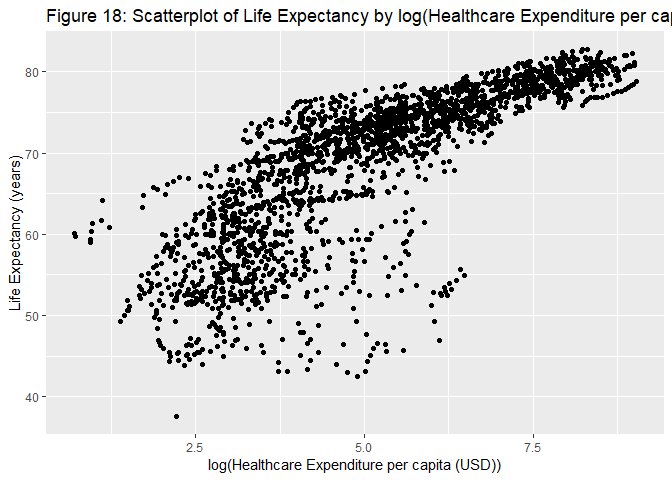 Figure 18: Scatterplot of Life Expectancy by log(Healthcare Expenditure per ca
80
70
60
50
40
Life Expectancy (years)
2.5 5.0 7.5
log(Healthcare Expenditure per capita (USD))